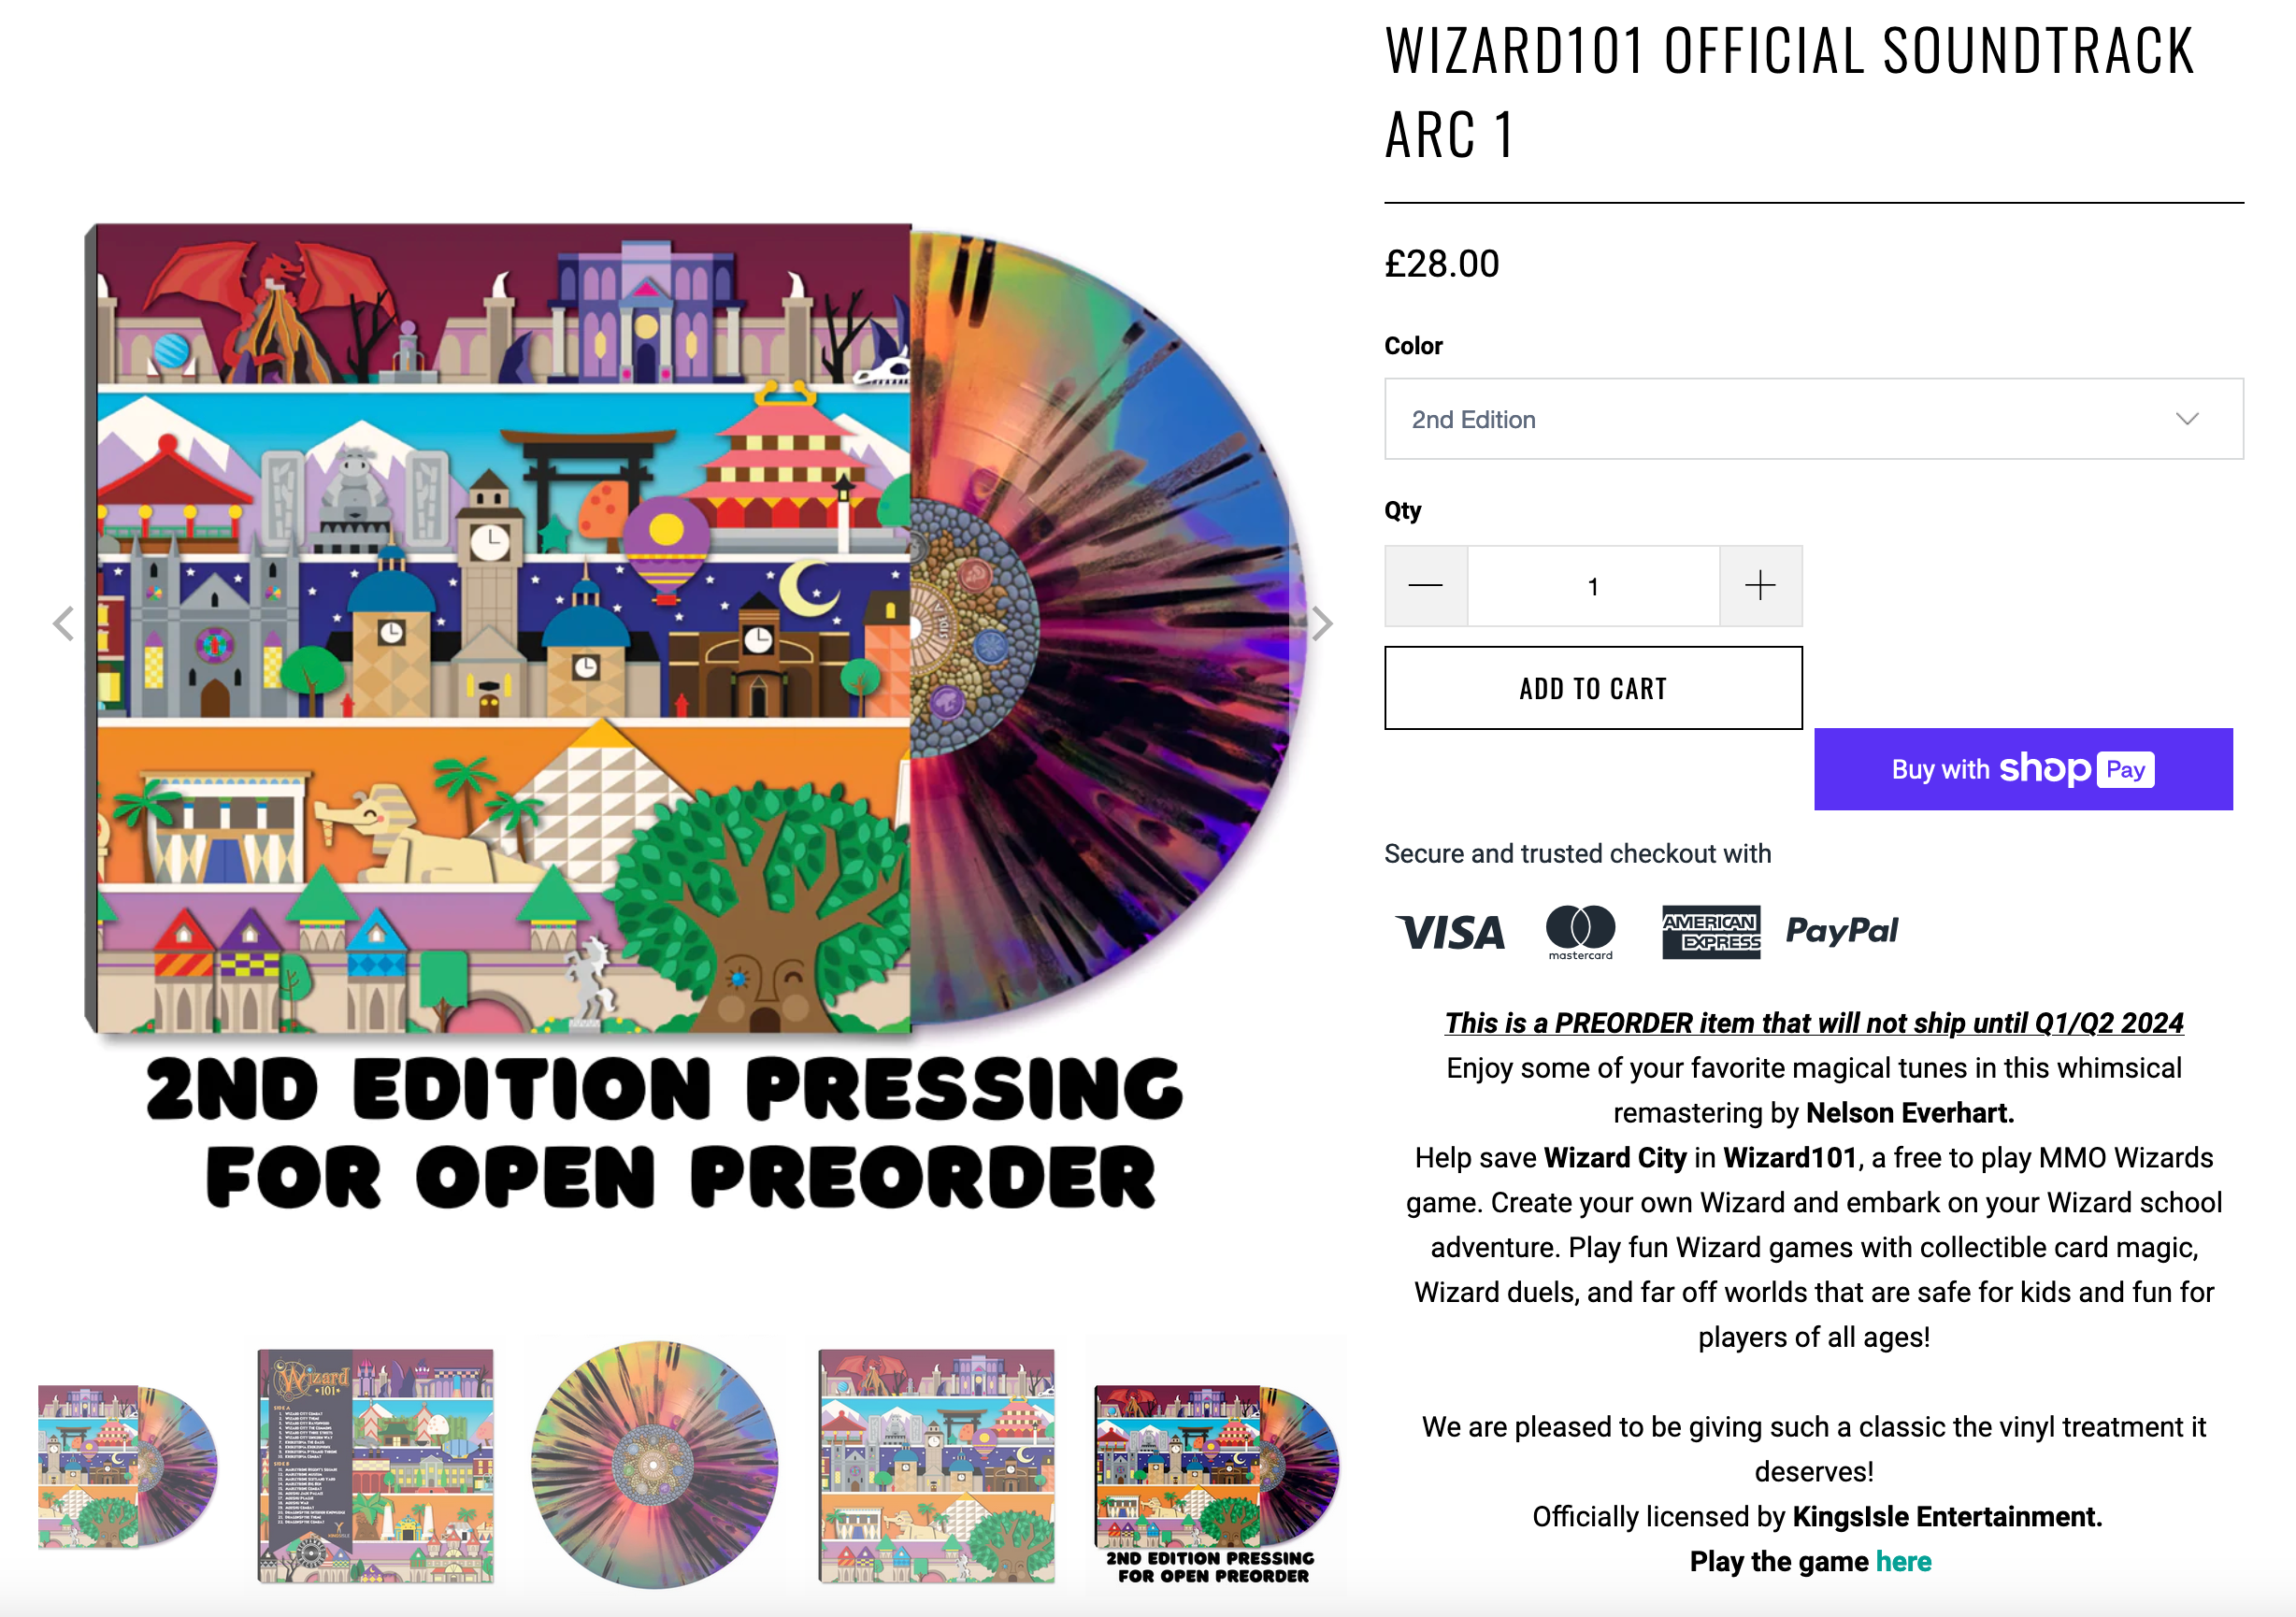 WIZARD101 OFFICIAL SOUNDTRACK
ARC 1
£28.00
Color
2nd Edition
Qty
1
ADD TO CART
Buy with shop Pay
Secure and trusted checkout with
VISA
mastercard
AMERICAN
EXPRESS
PayPal
This is a PREORDER item that will not ship until Q1/Q2 2024
Enjoy some of your favorite magical tunes in this whimsical
remastering by Nelson Everhart.
Help save Wizard City in Wizard101, a free to play MMO Wizards
game. Create your own Wizard and embark on your Wizard school
adventure. Play fun Wizard games with collectible card magic,
Wizard duels, and far off worlds that are safe for kids and fun for
players of all ages!
We are pleased to be giving such a classic the vinyl treatment it
deserves!
Officially licensed by KingsIsle Entertainment.
Play the game here
2ND EDITION PRESSING
FOR OPEN PREORDER
Wizard
101
SIDE A
SIDE B
2ND EDITION PRESSING
FOR OPEN PREORDER